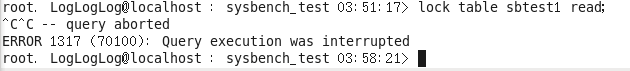 root. LogLogLog@localhost : sysbench_test 03:51:17> lock table sbtest1 read;
^C^C -- query aborted
ERROR 1317 (70100): Query execution was interrupted
root. LogLogLog@localhost : sysbench_test 03:58:21>